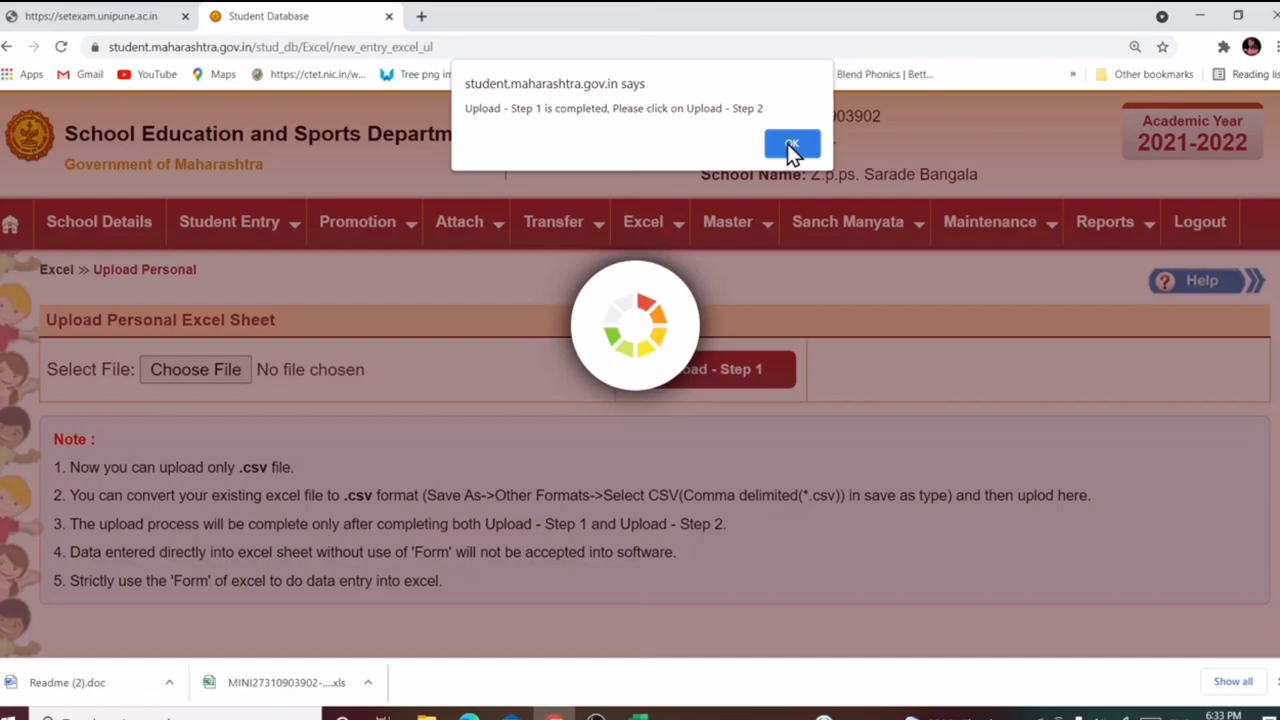 https://setexam.unipune.ac.in
Student Database
student.maharashtra.gov.in/stud_db/Excel/new_entry_excel_ul
Apps
Gmail
YouTube
Maps
https://ctet.nic.in/w...
Tree png im
Blend Phonics | Bett...
»
Other bookmarks
Reading lis
student.maharashtra.gov.in says
Upload - Step 1 is completed, Please click on Upload - Step 2
OK
School Education and Sports Departm
Government of Maharashtra
03902
School Name: Z.p.ps. Sarade Bangala
Academic Year
2021-2022
School Details
Student Entry
Promotion
Attach
Transfer
Excel
Master
Sanch Manyata
Maintenance
Reports
Logout
Excel >> Upload Personal
? Help
Upload Personal Excel Sheet
Select File: Choose File No file chosen
oad - Step 1
Note :
1. Now you can upload only .csv file.
2. You can convert your existing excel file to .csv format (Save As->Other Formats->Select CSV(Comma delimited(*.csv)) in save as type) and then uplod here.
3. The upload process will be complete only after completing both Upload - Step 1 and Upload - Step 2.
4. Data entered directly into excel sheet without use of 'Form' will not be accepted into software.
5. Strictly use the 'Form' of excel to do data entry into excel.
Readme (2).doc
MINI27310903902-....xls
Show all
6:33 PM